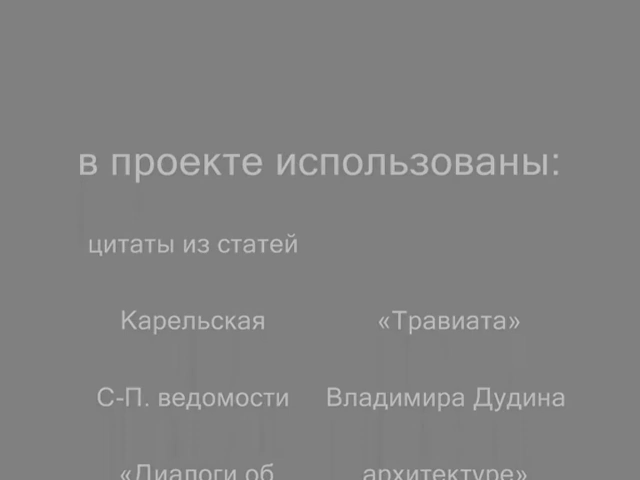 в проекте использованы:
цитаты из статей
Карельская «Травиата»
С-П. ведомости Владимира Дудина
«Диалоги об архитектуре»